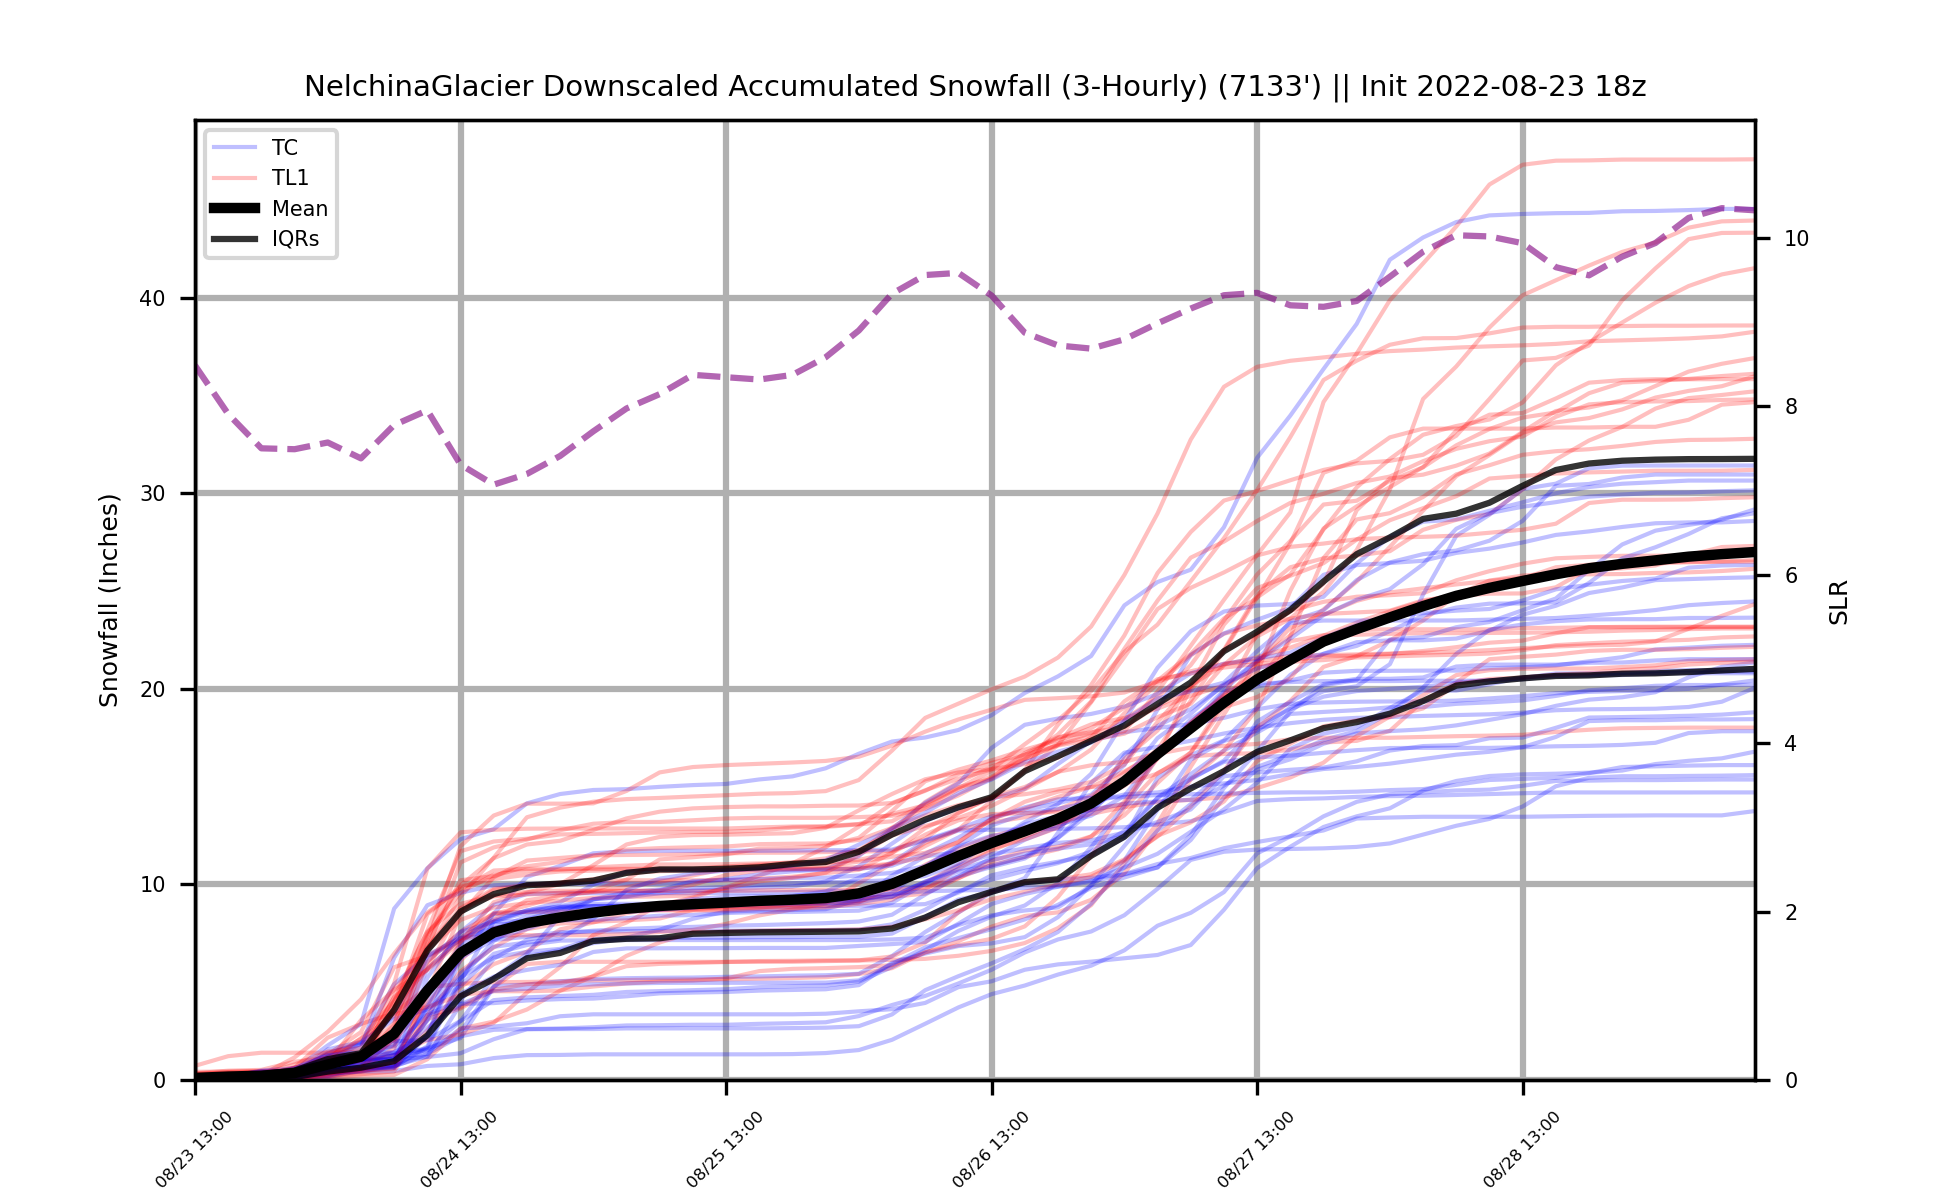 NelchinaGlacier Downscaled Accumulated Snowfall (3-Hourly) (7133') || Init 2022-08-23 18z
TC
TL1
Mean
IQRs
Snowfall (Inches)
40
30
20
10
0
SLR
10
8
6
4
2
0
08/23 13:00
08/24 13:00
08/25 13:00
08/26 13:00
08/27 13:00
08/28 13:00